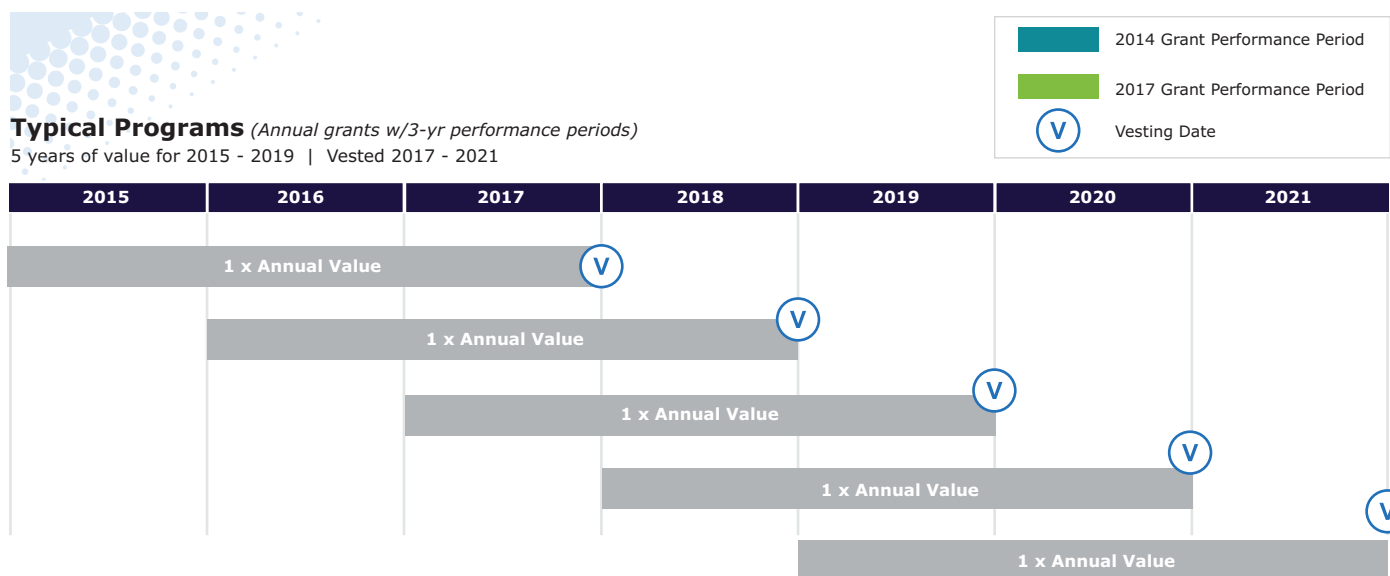 2014 Grant Performance Period
2017 Grant Performance Period
V Vesting Date
Typical Programs (Annual grants w/3-yr performance periods)
5 years of value for 2015 - 2019 | Vested 2017 - 2021
2015 2016 2017 2018 2019 2020 2021
1 x Annual Value V
V
1 x Annual Value
V
1 x Annual Value
V
1 x Annual Value
V
1 x Annual Value